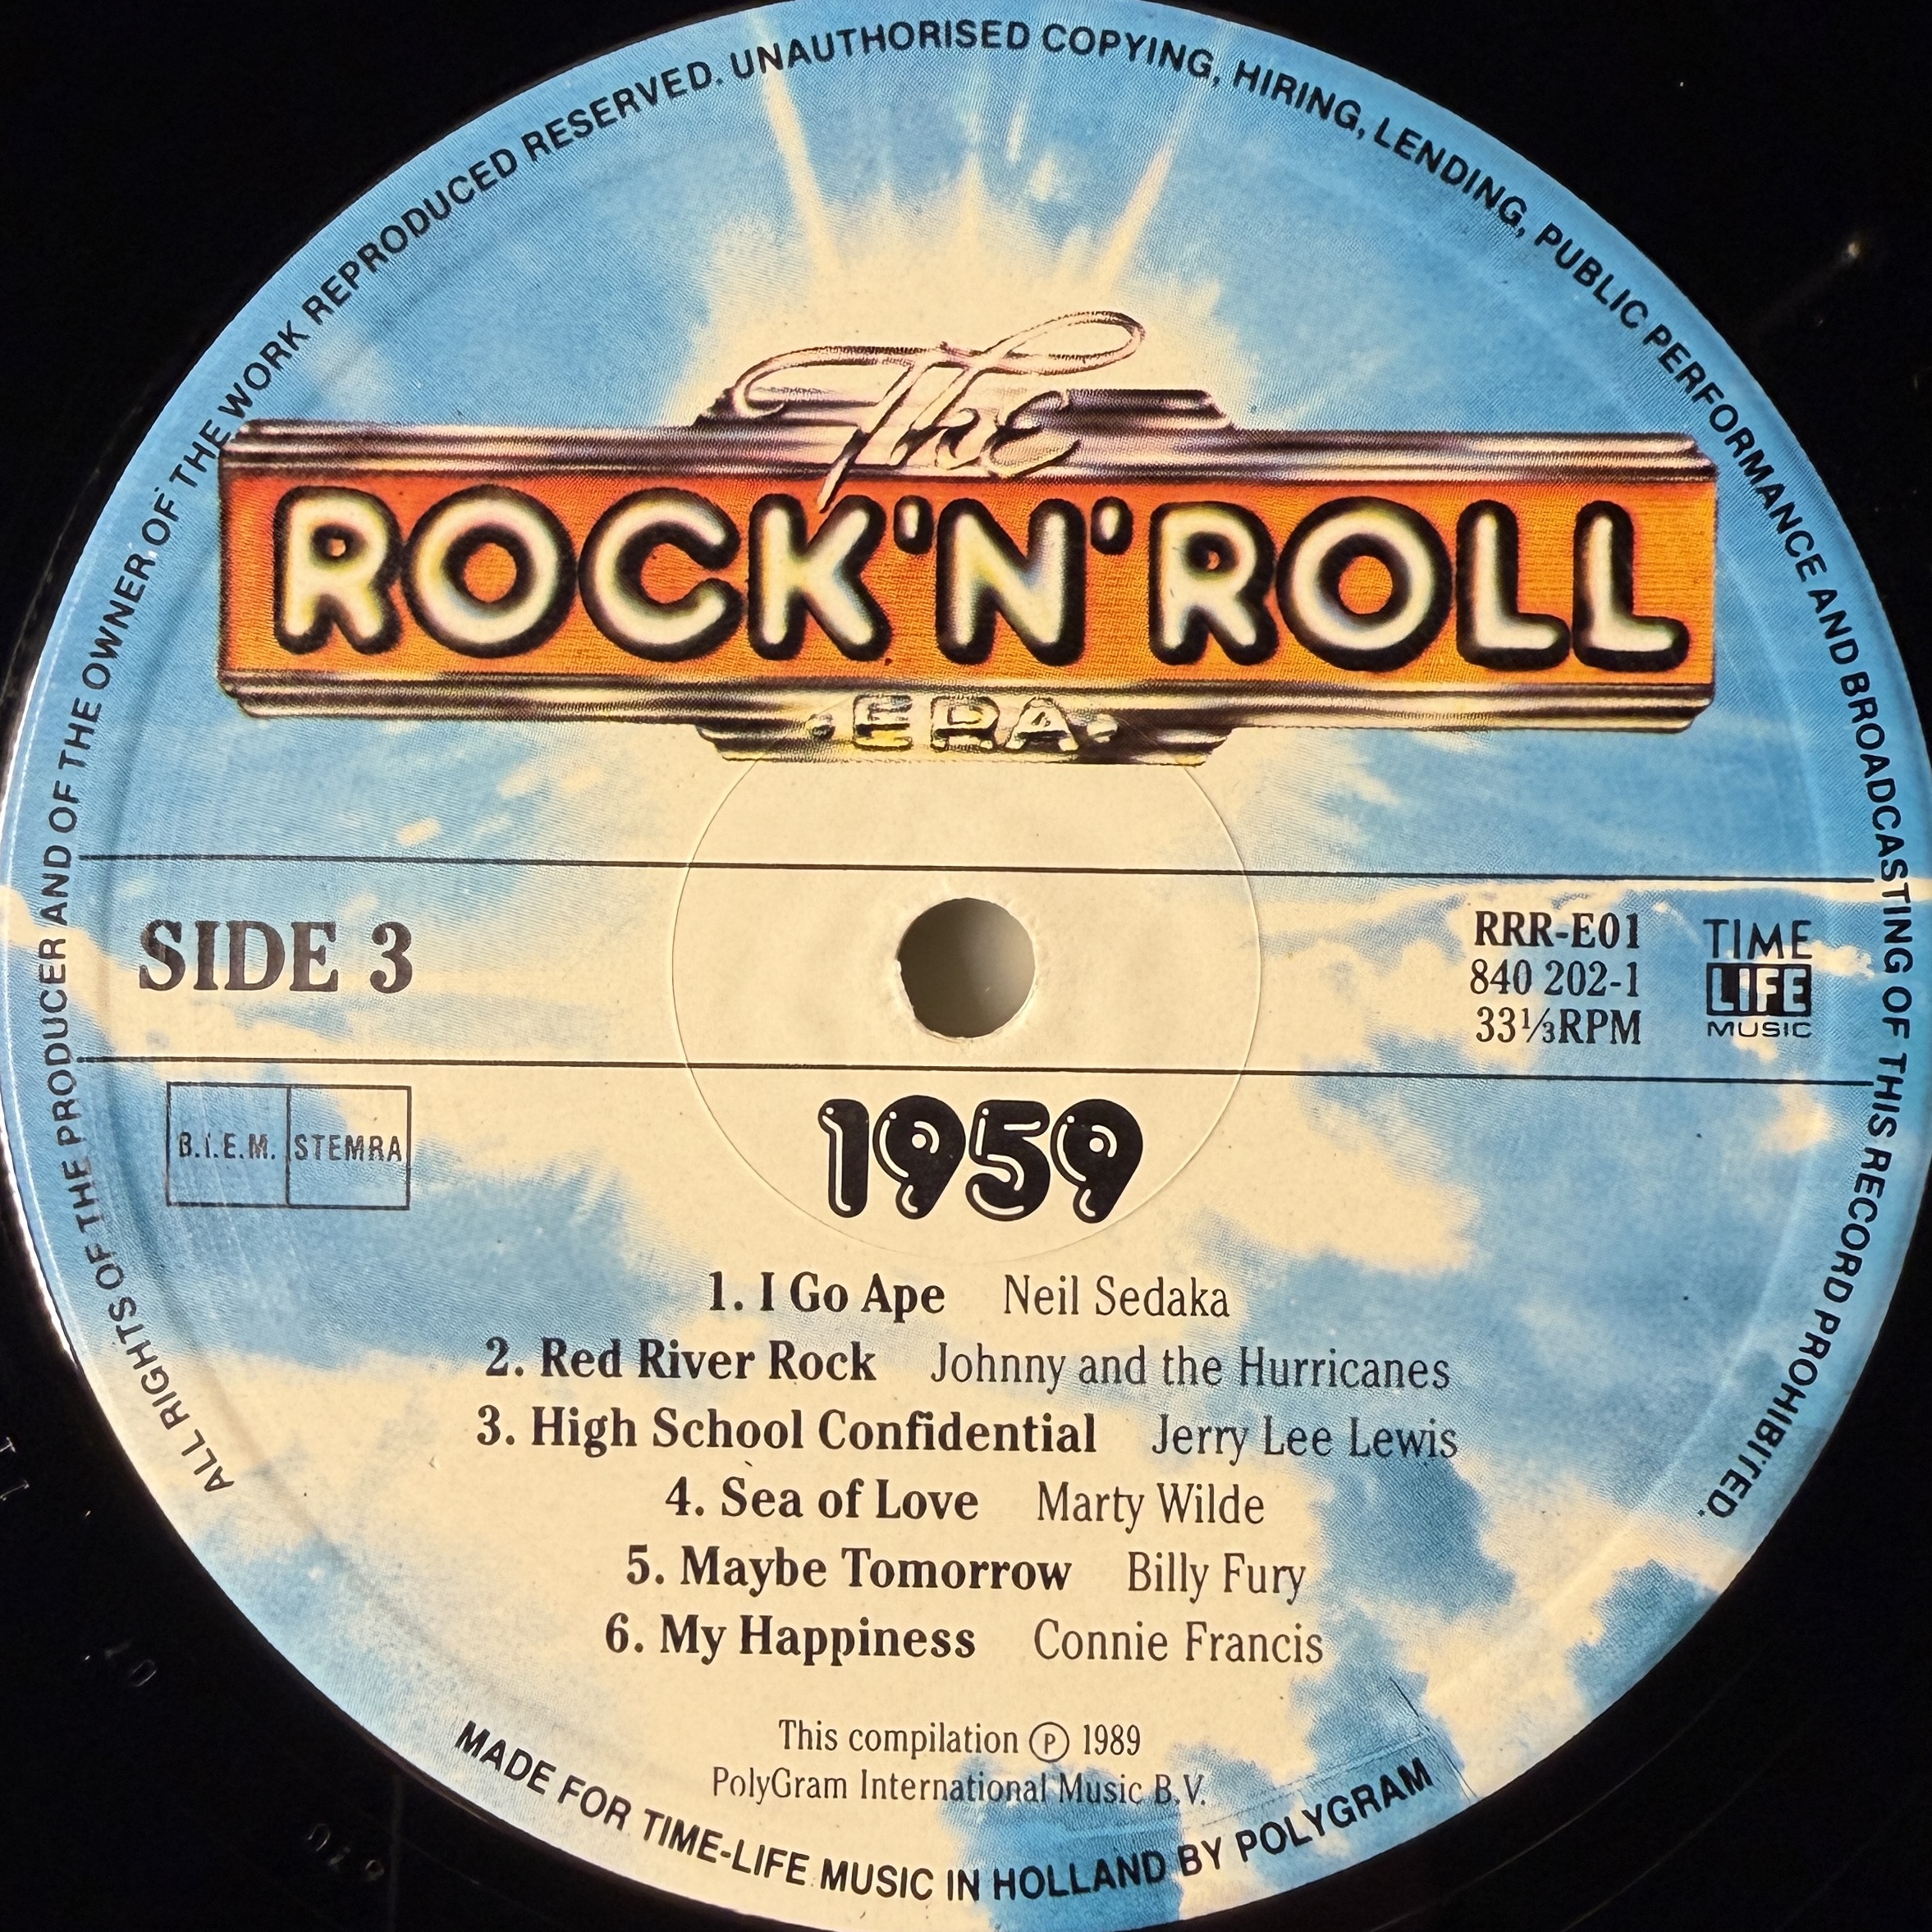 ALL RIGHTS OF THE PRODUCER AND OF THE OWNER OF THE WORK REPRODUCED RESERVED. UNAUTHORISED COPYING, HIRING, LENDING, PUBLIC PERFORMANCE AND BROADCASTING OF THIS RECORD PROHIBITED.
The
ROCK'N'ROLL
·ERA·
SIDE 3
RRR-E01
840 202-1
33⅓RPM
TIME
LIFE
MUSIC
B.I.E.M. STEMRA
1959
1. I Go Ape Neil Sedaka
2. Red River Rock Johnny and the Hurricanes
3. High School Confidential Jerry Lee Lewis
4. Sea of Love Marty Wilde
5. Maybe Tomorrow Billy Fury
6. My Happiness Connie Francis
This compilation ℗ 1989
PolyGram International Music B.V.
MADE FOR TIME-LIFE MUSIC IN HOLLAND BY POLYGRAM